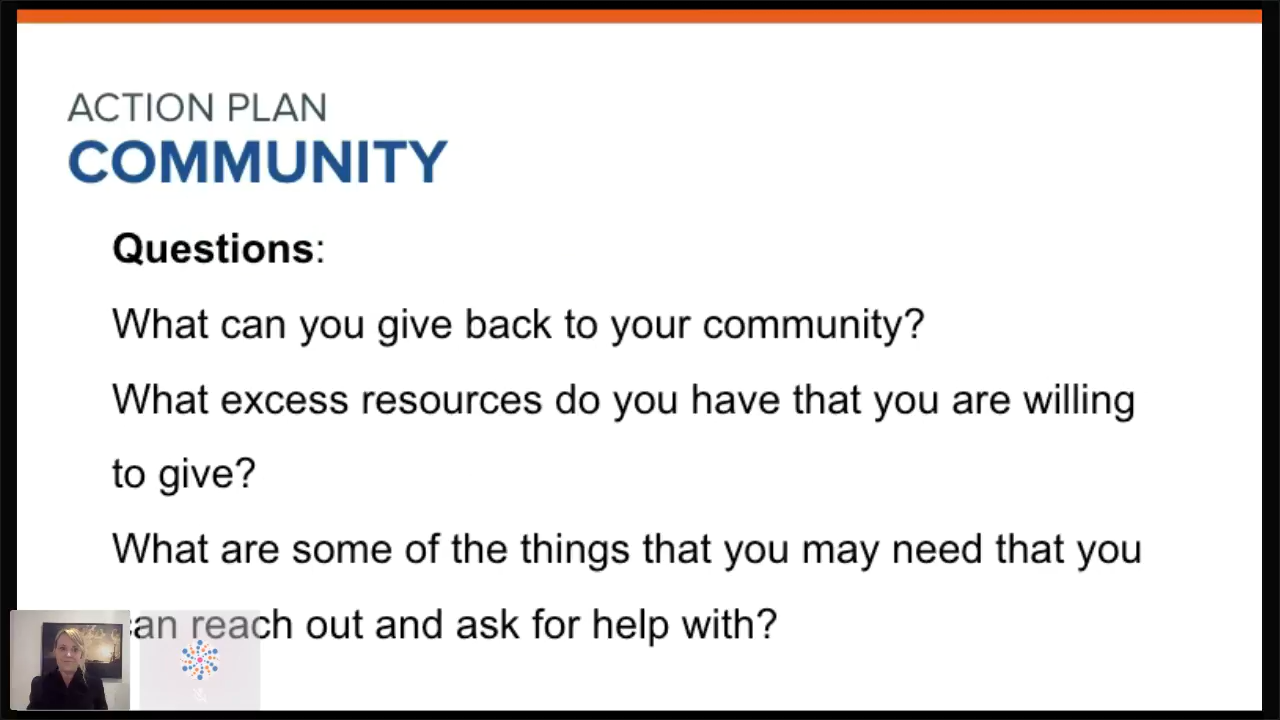 ACTION PLAN
COMMUNITY
Questions:
What can you give back to your community?
What excess resources do you have that you are willing
to give?
What are some of the things that you may need that you
can reach out and ask for help with?